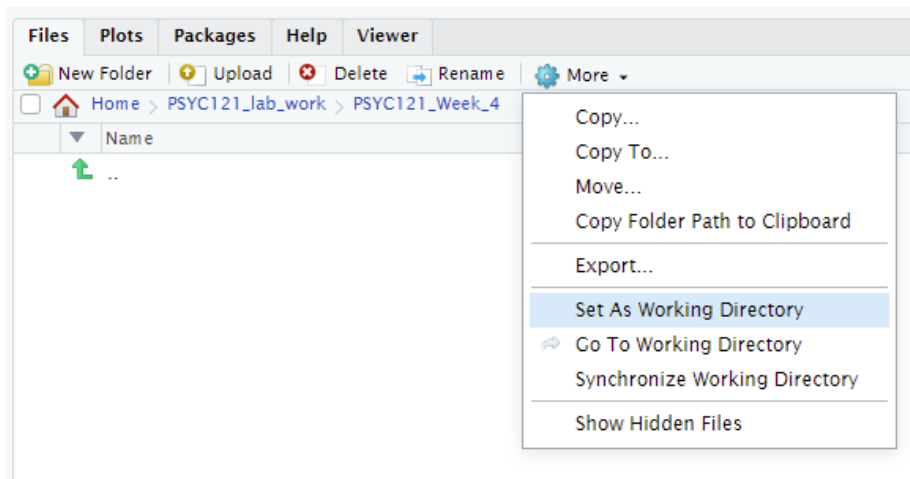 Files Plots Packages Help Viewer
New Folder Upload Delete Rename More
Home PSYC121_lab_work PSYC121_Week_4
Name
..
Copy...
Copy To...
Move...
Copy Folder Path to Clipboard
Export...
Set As Working Directory
Go To Working Directory
Synchronize Working Directory
Show Hidden Files